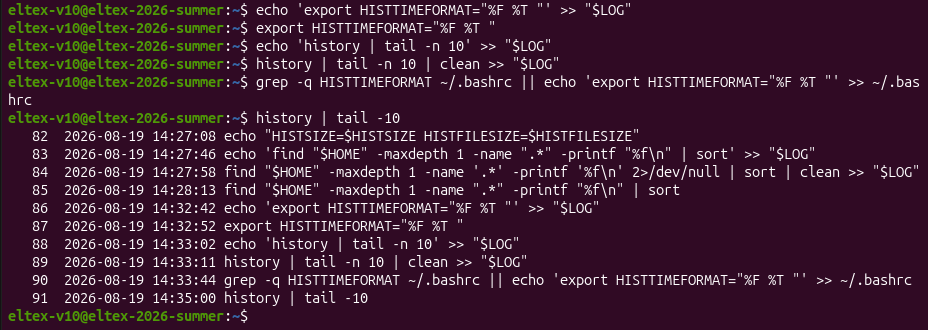 eltex-v10@eltex-2026-summer:~$ echo 'export HISTTIMEFORMAT="%F %T "' >> "$LOG"
eltex-v10@eltex-2026-summer:~$ export HISTTIMEFORMAT="%F %T "
eltex-v10@eltex-2026-summer:~$ echo 'history | tail -n 10' >> "$LOG"
eltex-v10@eltex-2026-summer:~$ history | tail -n 10 | clean >> "$LOG"
eltex-v10@eltex-2026-summer:~$ grep -q HISTTIMEFORMAT ~/.bashrc || echo 'export HISTTIMEFORMAT="%F %T "' >> ~/.bas
hrc
eltex-v10@eltex-2026-summer:~$ history | tail -10
   82  2026-08-19 14:27:08 echo "HISTSIZE=$HISTSIZE HISTFILESIZE=$HISTFILESIZE"
   83  2026-08-19 14:27:46 echo 'find "$HOME" -maxdepth 1 -name ".*" -printf "%f\n" | sort' >> "$LOG"
   84  2026-08-19 14:27:58 find "$HOME" -maxdepth 1 -name '.*' -printf '%f\n' 2>/dev/null | sort | clean >> "$LOG"
   85  2026-08-19 14:28:13 find "$HOME" -maxdepth 1 -name ".*" -printf "%f\n" | sort
   86  2026-08-19 14:32:42 echo 'export HISTTIMEFORMAT="%F %T "' >> "$LOG"
   87  2026-08-19 14:32:52 export HISTTIMEFORMAT="%F %T "
   88  2026-08-19 14:33:02 echo 'history | tail -n 10' >> "$LOG"
   89  2026-08-19 14:33:11 history | tail -n 10 | clean >> "$LOG"
   90  2026-08-19 14:33:44 grep -q HISTTIMEFORMAT ~/.bashrc || echo 'export HISTTIMEFORMAT="%F %T "' >> ~/.bashrc
   91  2026-08-19 14:35:00 history | tail -10
eltex-v10@eltex-2026-summer:~$